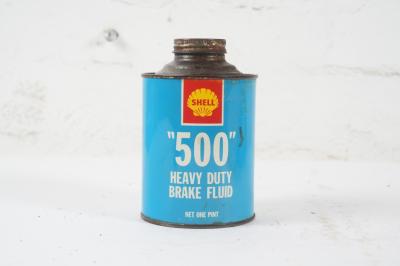 SHELL
"500"
HEAVY DUTY
BRAKE FLUID
NET ONE PINT